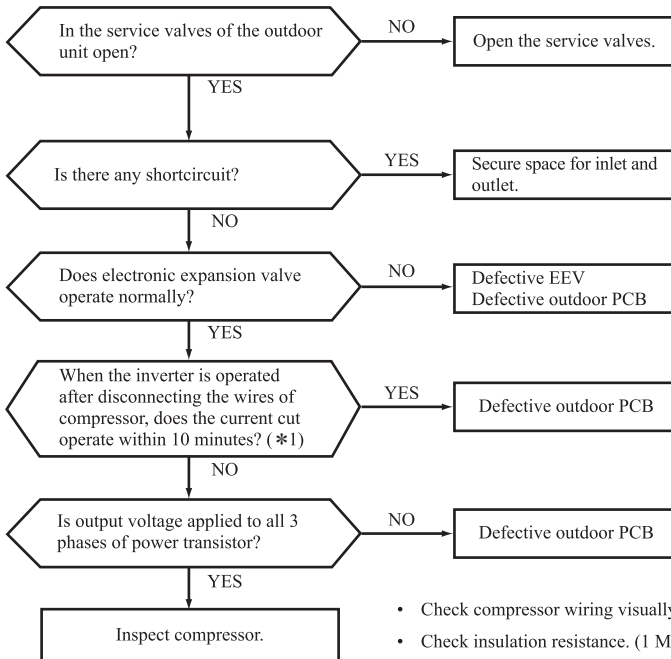 In the service valves of the outdoor
unit open?
NO
Open the service valves.
YES
Is there any shortcircuit?
YES
Secure space for inlet and
outlet.
NO
Does electronic expansion valve
operate normally?
NO
Defective EEV
Defective outdoor PCB
YES
When the inverter is operated
after disconnecting the wires of
compressor, does the current cut
operate within 10 minutes? (*1)
YES
Defective outdoor PCB
NO
Is output voltage applied to all 3
phases of power transistor?
NO
Defective outdoor PCB
YES
Inspect compressor.
• Check compressor wiring visually
• Check insulation resistance. (1 M